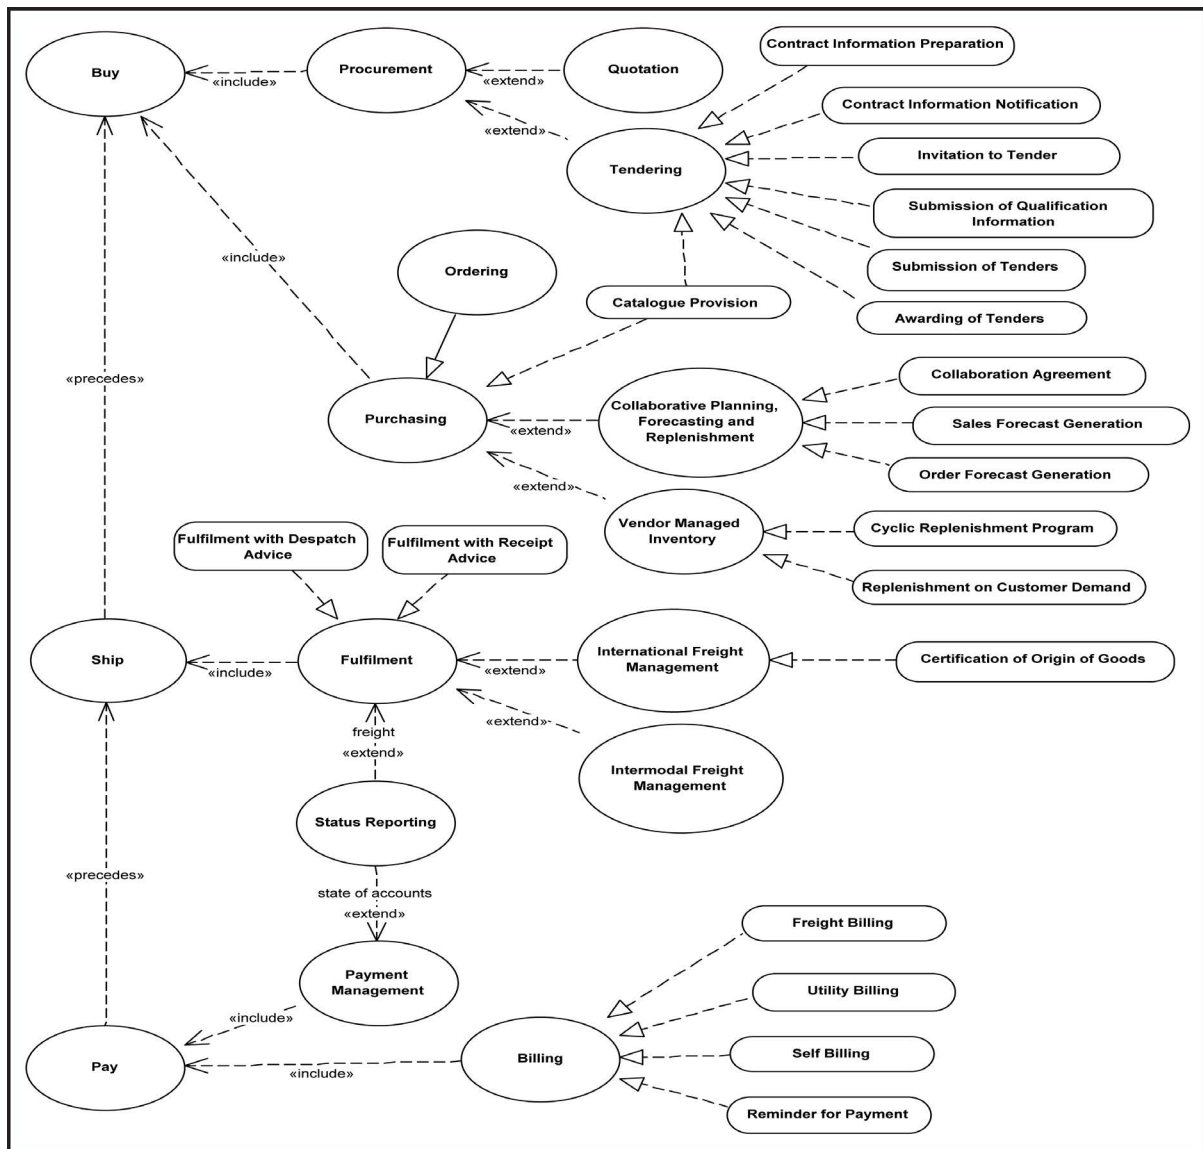 Contract Information Preparation
Buy
«include»
Procurement
«extend»
Quotation
Contract Information Notification
«extend»
Tendering
Invitation to Tender
Submission of Qualification
Information
«include»
Ordering
Submission of Tenders
Catalogue Provision
Awarding of Tenders
«precedes»
Collaboration Agreement
Purchasing
«extend»
Collaborative Planning,
Forecasting and
Replenishment
Sales Forecast Generation
Order Forecast Generation
«extend»
Vendor Managed
Inventory
Cyclic Replenishment Program
Replenishment on Customer Demand
Fulfilment with Despatch
Advice
Fulfilment with Receipt
Advice
Ship
«include»
Fulfilment
«extend»
International Freight
Management
Certification of Origin of Goods
«extend»
freight
«extend»
Intermodal Freight
Management
Status Reporting
«precedes»
state of accounts
«extend»
Freight Billing
Payment
Management
Utility Billing
«include»
Pay
«include»
Billing
Self Billing
Reminder for Payment